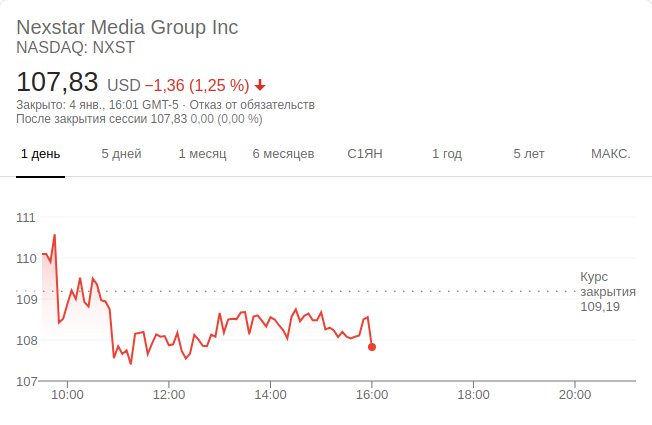 Nexstar Media Group Inc
NASDAQ: NXST
107,83 USD −1,36 (1,25 %)
Закрыто: 4 янв., 16:01 GMT-5 · Отказ от обязательств
После закрытия сессии 107,83 0,00 (0,00 %)
1 день 5 дней 1 месяц 6 месяцев С1ЯН 1 год 5 лет МАКС.
111
110
Курс
закрытия
109,19
109
108
107
10:00 12:00 14:00 16:00 18:00 20:00